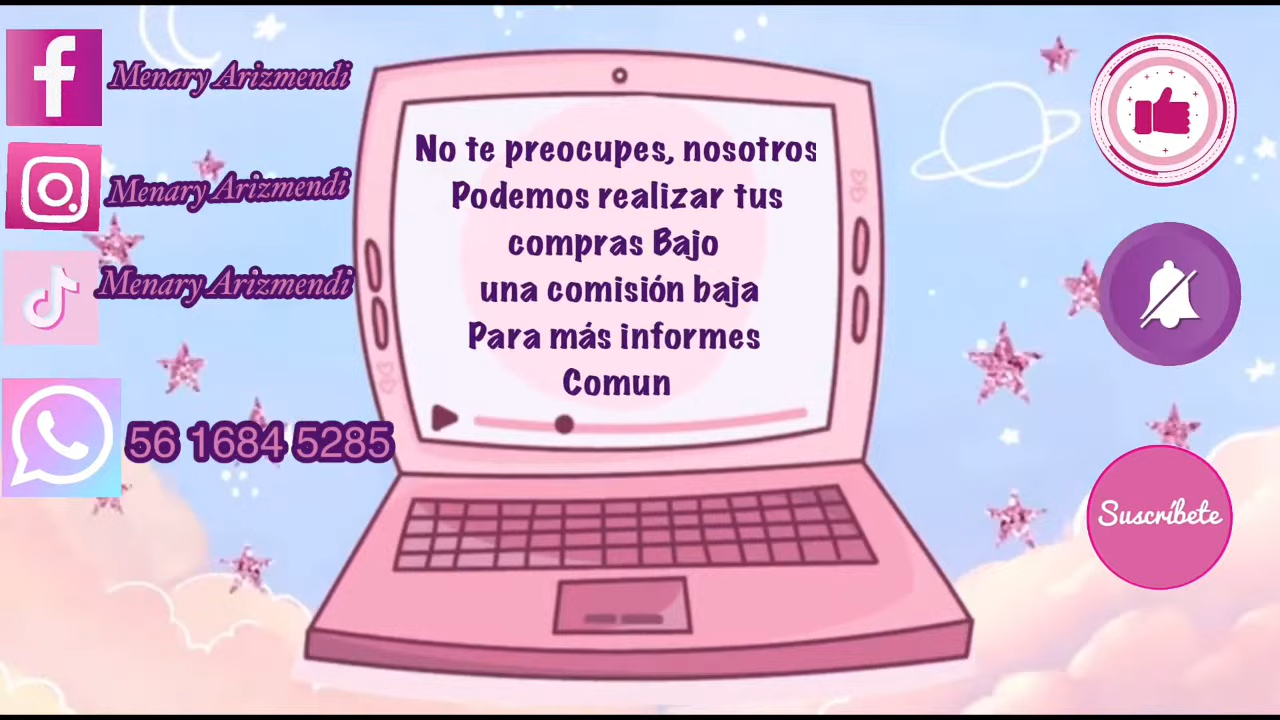 Menary Arizmendi
Menary Arizmendi
Menary Arizmendi
56 1684 5285
No te preocupes, nosotros
Podemos realizar tus
compras Bajo
una comisión baja
Para más informes
Comun
Suscríbete